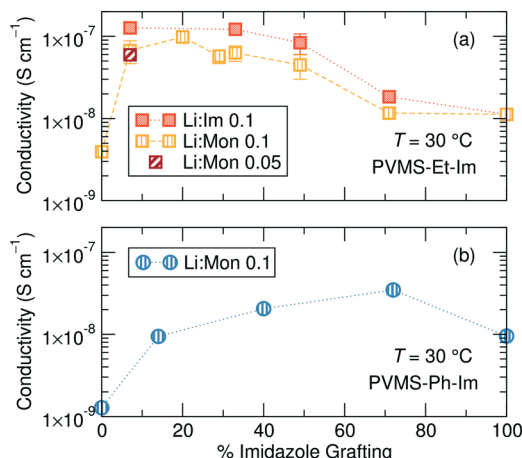 (a)
1×10⁻⁷
1×10⁻⁸
1×10⁻⁹
Conductivity (S cm⁻¹)
Li:Im 0.1
Li:Mon 0.1
Li:Mon 0.05
T = 30 °C
PVMS-Et-Im
(b)
1×10⁻⁷
1×10⁻⁸
1×10⁻⁹
Conductivity (S cm⁻¹)
Li:Mon 0.1
T = 30 °C
PVMS-Ph-Im
0 20 40 60 80 100
% Imidazole Grafting